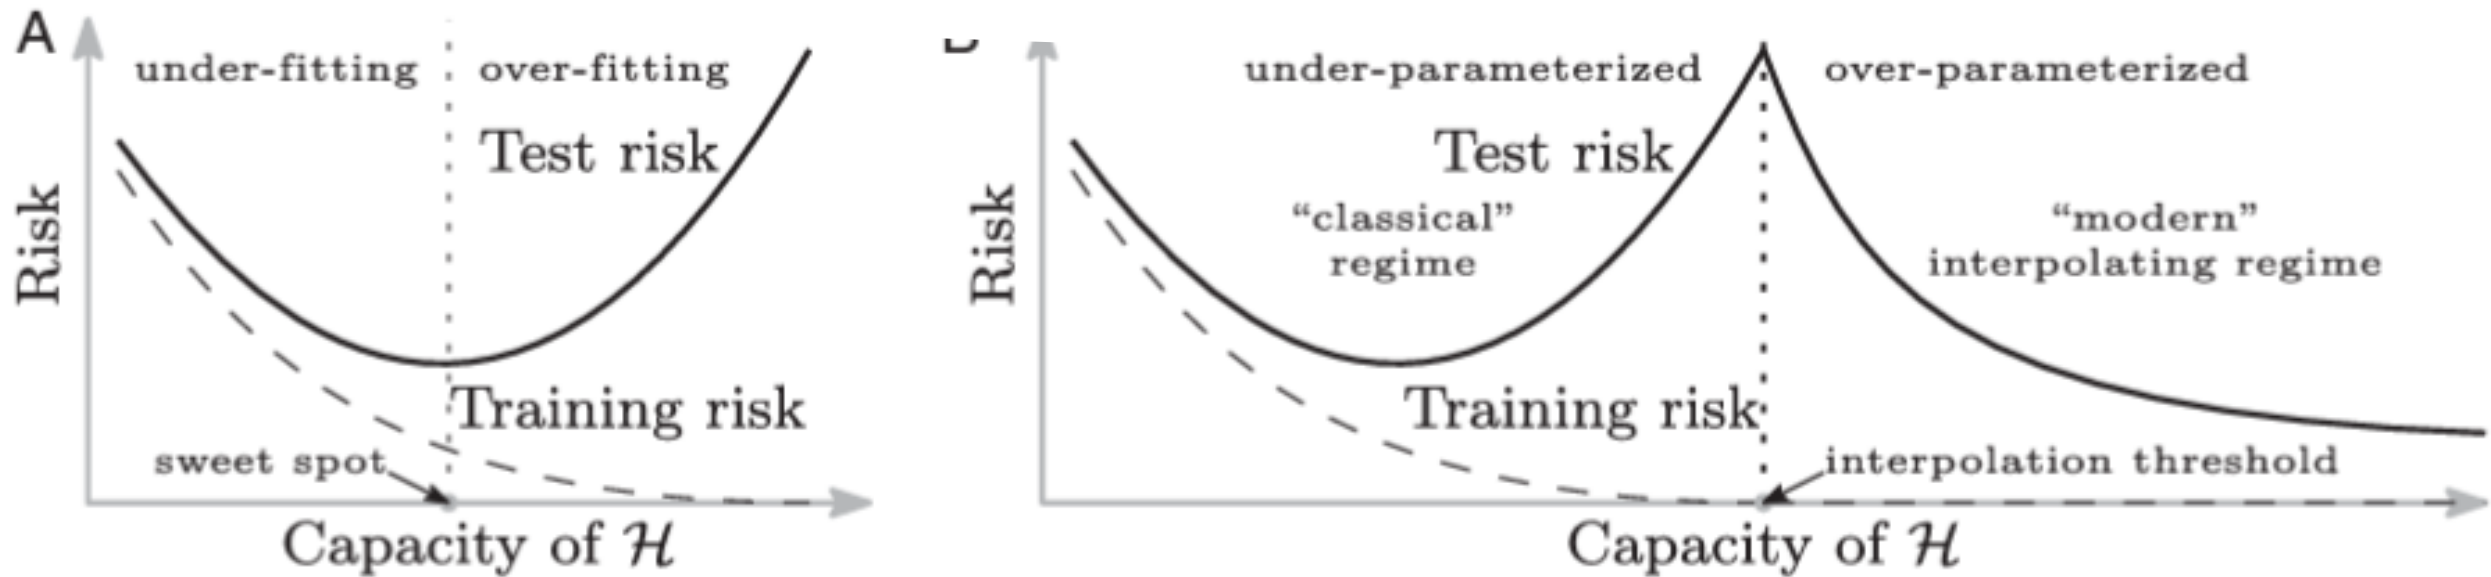 A
under-fitting
over-fitting
Test risk
Risk
Training risk
sweet spot
Capacity of ℋ
under-parameterized
over-parameterized
Test risk
“classical”
regime
“modern”
interpolating regime
Risk
Training risk
interpolation threshold
Capacity of ℋ